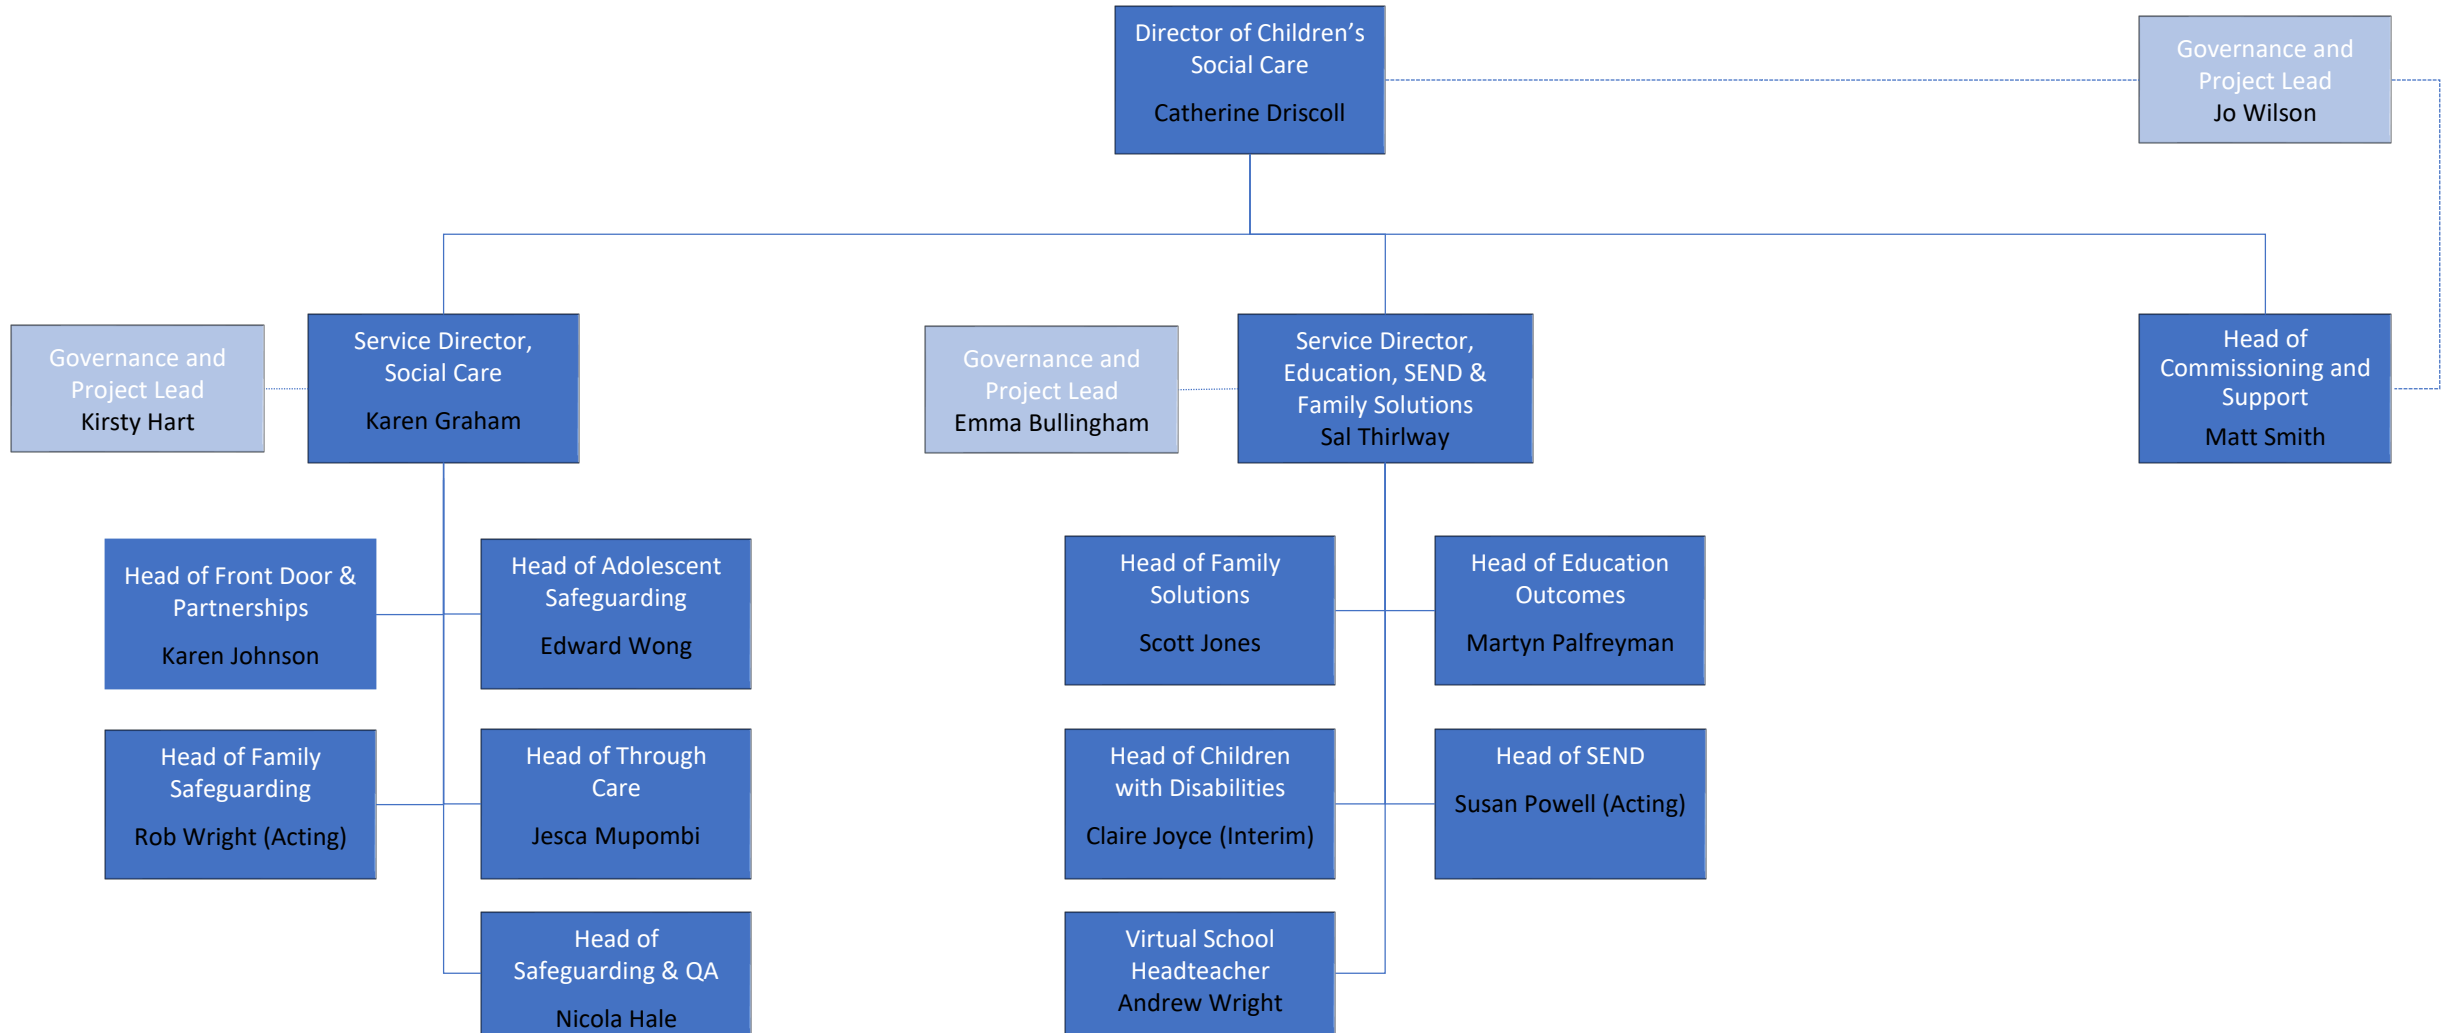 Director of Children’s
Social Care
Catherine Driscoll
Governance and
Project Lead
Jo Wilson
Governance and
Project Lead
Kirsty Hart
Service Director,
Social Care
Karen Graham
Governance and
Project Lead
Emma Bullingham
Service Director,
Education, SEND &
Family Solutions
Sal Thirlway
Head of
Commissioning and
Support
Matt Smith
Head of Front Door &
Partnerships
Karen Johnson
Head of Adolescent
Safeguarding
Edward Wong
Head of Family
Solutions
Scott Jones
Head of Education
Outcomes
Martyn Palfreyman
Head of Family
Safeguarding
Rob Wright (Acting)
Head of Through
Care
Jesca Mupombi
Head of Children
with Disabilities
Claire Joyce (Interim)
Head of SEND
Susan Powell (Acting)
Head of
Safeguarding & QA
Nicola Hale
Virtual School
Headteacher
Andrew Wright